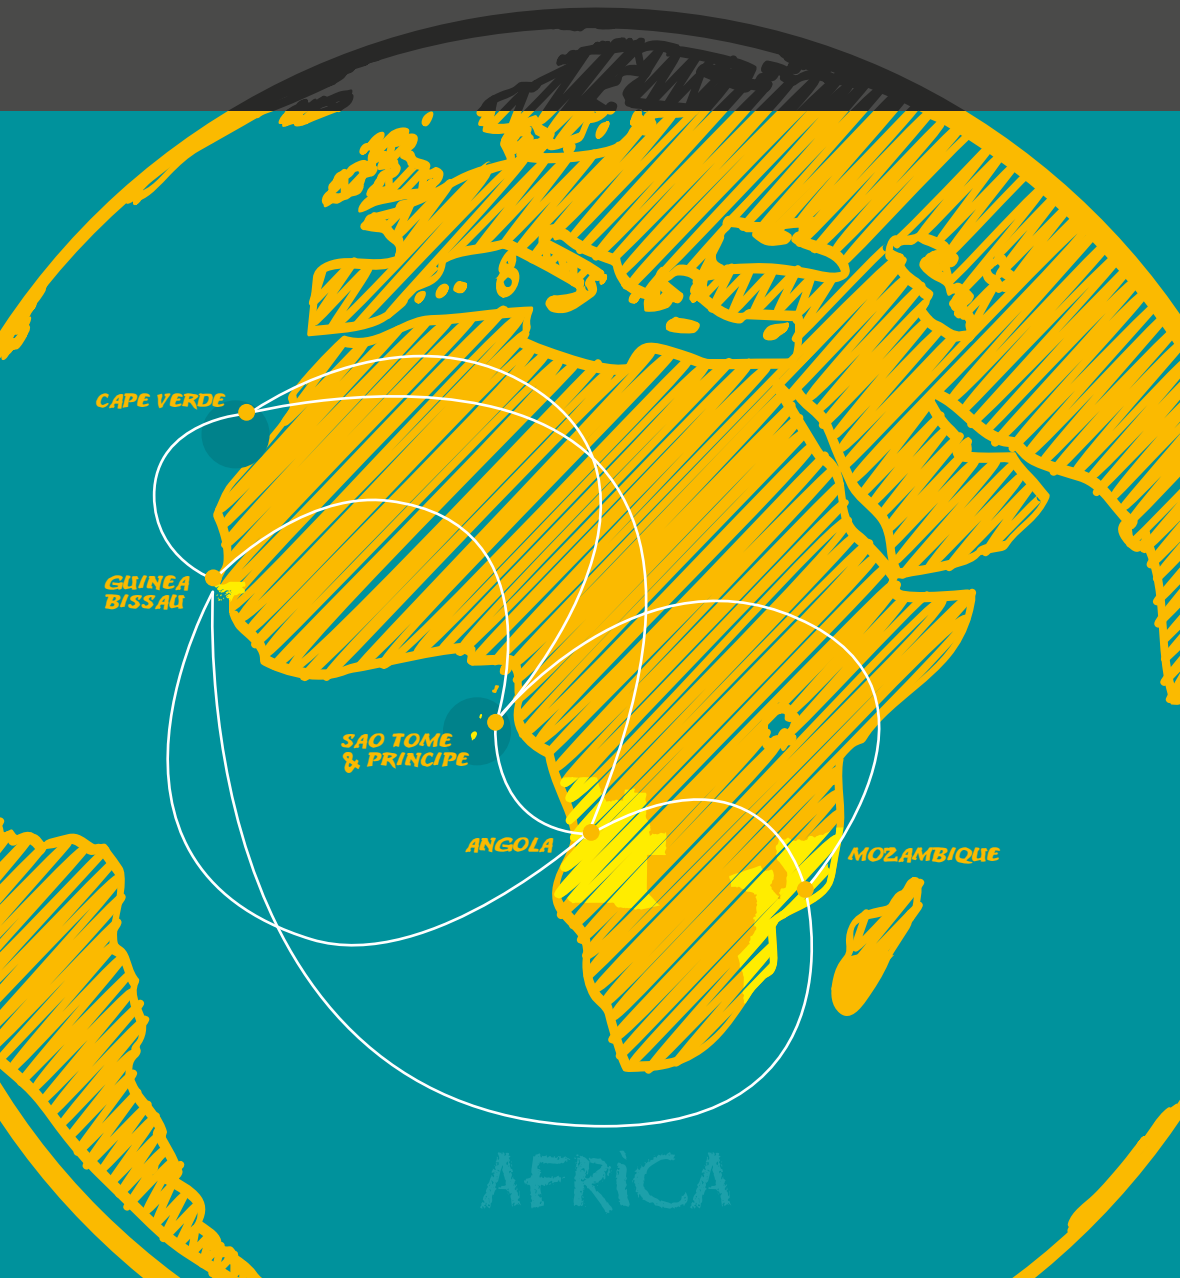 CAPE VERDE
GUINEA
BISSAU
SAO TOME
& PRINCIPE
ANGOLA
MOZAMBIQUE
AFRICA